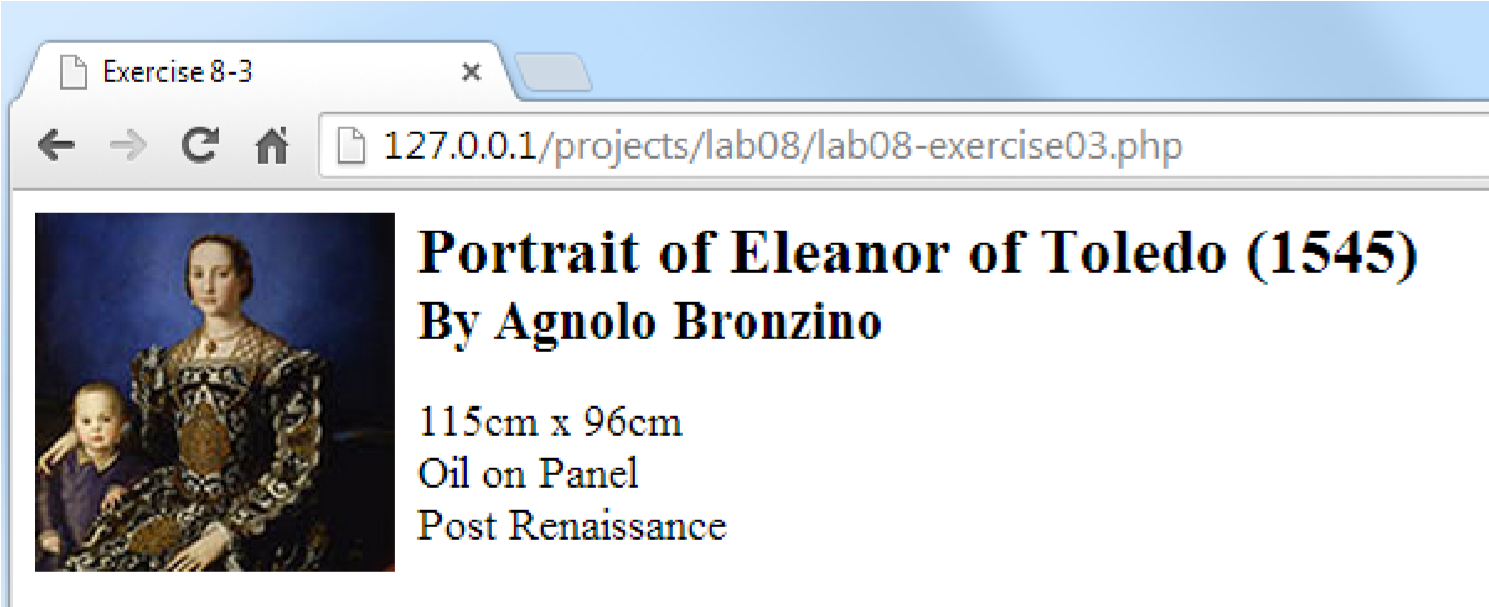 Exercise 8-3
127.0.0.1/projects/lab08/lab08-exercise03.php
Portrait of Eleanor of Toledo (1545)
By Agnolo Bronzino
115cm x 96cm
Oil on Panel
Post Renaissance